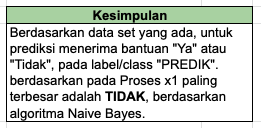 Kesimpulan
Berdasarkan data set yang ada, untuk
prediksi menerima bantuan "Ya" atau
"Tidak", pada label/class "PREDIK".
berdasarkan pada Proses x1 paling
terbesar adalah TIDAK, berdasarkan
algoritma Naive Bayes.